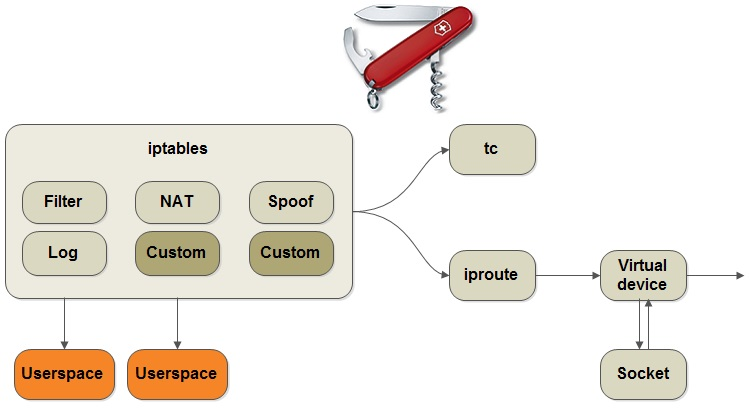 iptables
tc
Filter
NAT
Spoof
Log
Custom
Custom
iproute
Virtual
device
Userspace
Userspace
Socket